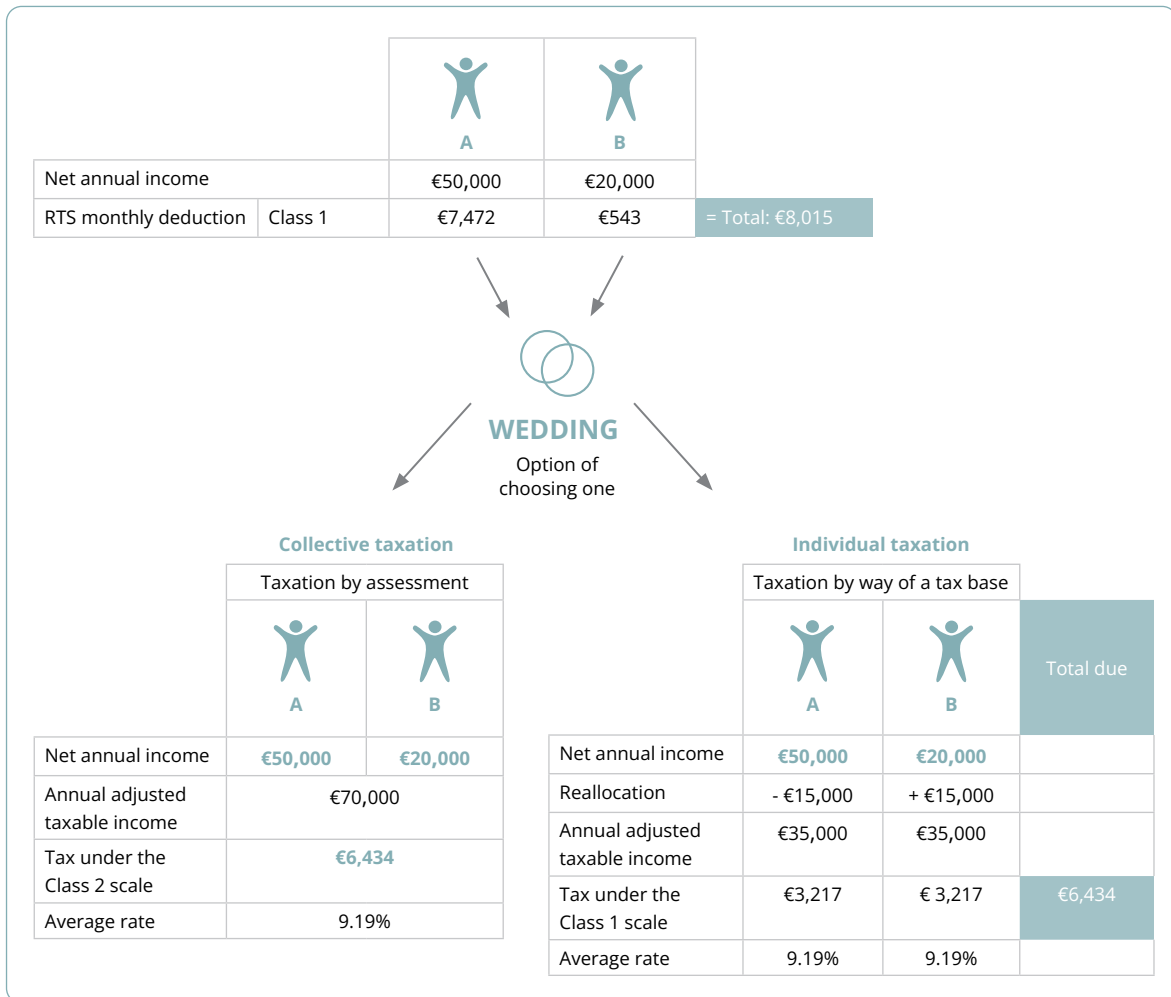 A B
Net annual income €50,000 €20,000
RTS monthly deduction Class 1 €7,472 €543 = Total: €8,015
WEDDING
Option of
choosing one
Collective taxation
Taxation by assessment
A B
Net annual income €50,000 €20,000
Annual adjusted
taxable income €70,000
Tax under the
Class 2 scale €6,434
Average rate 9.19%
Individual taxation
Taxation by way of a tax base
A B Total due
Net annual income €50,000 €20,000
Reallocation - €15,000 + €15,000
Annual adjusted
taxable income €35,000 €35,000
Tax under the
Class 1 scale €3,217 € 3,217 €6,434
Average rate 9.19% 9.19%